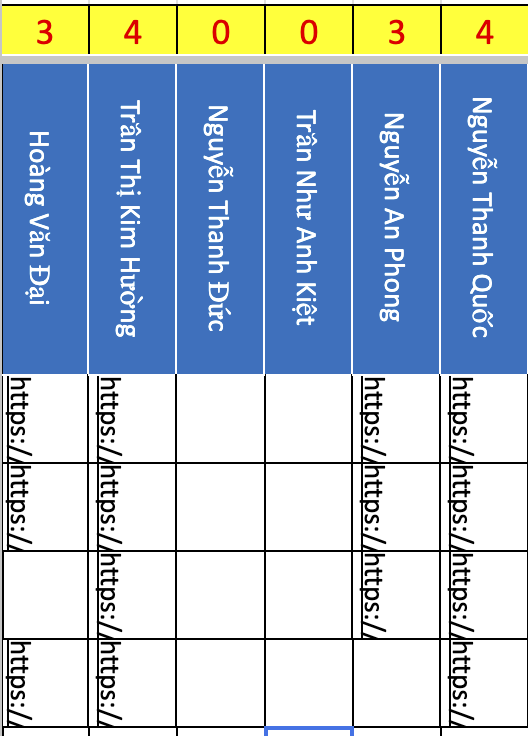 3 4 0 0 3 4
Hoàng Văn Đại
Trần Thị Kim Hường
Nguyễn Thanh Đức
Trần Như Anh Kiệt
Nguyễn An Phong
Nguyễn Thanh Quốc
https:// https:// https:// https://
https:// https:// https:// https://
https:// https:// https://
https:// https:// https://